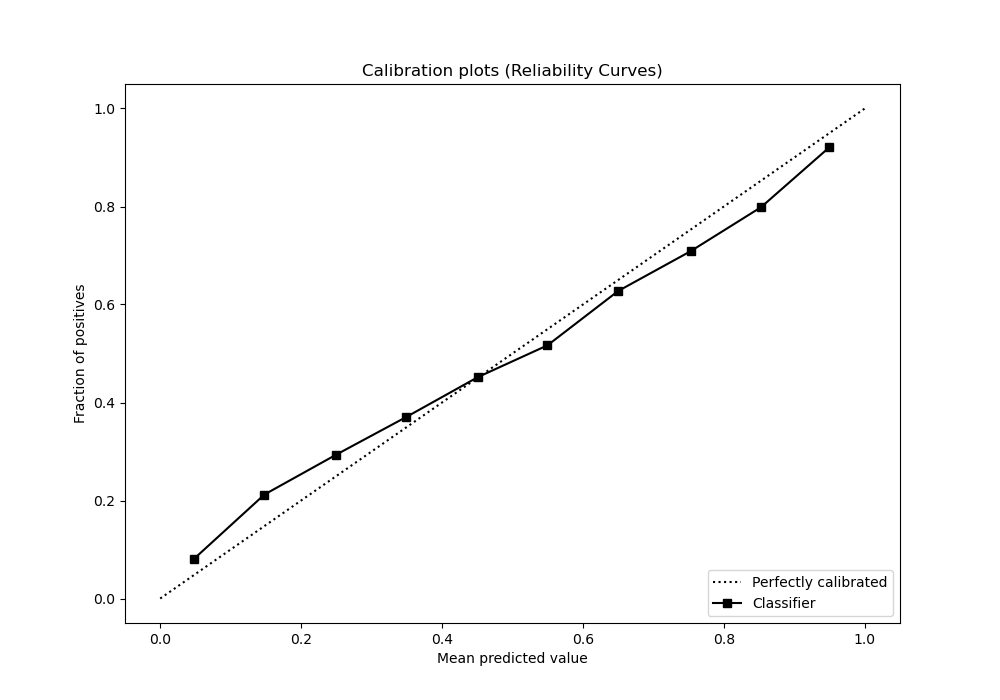 Calibration plots (Reliability Curves)
1.0
0.8
0.6
0.4
0.2
0.0
Fraction of positives
0.0 0.2 0.4 0.6 0.8 1.0
Mean predicted value
Perfectly calibrated
Classifier